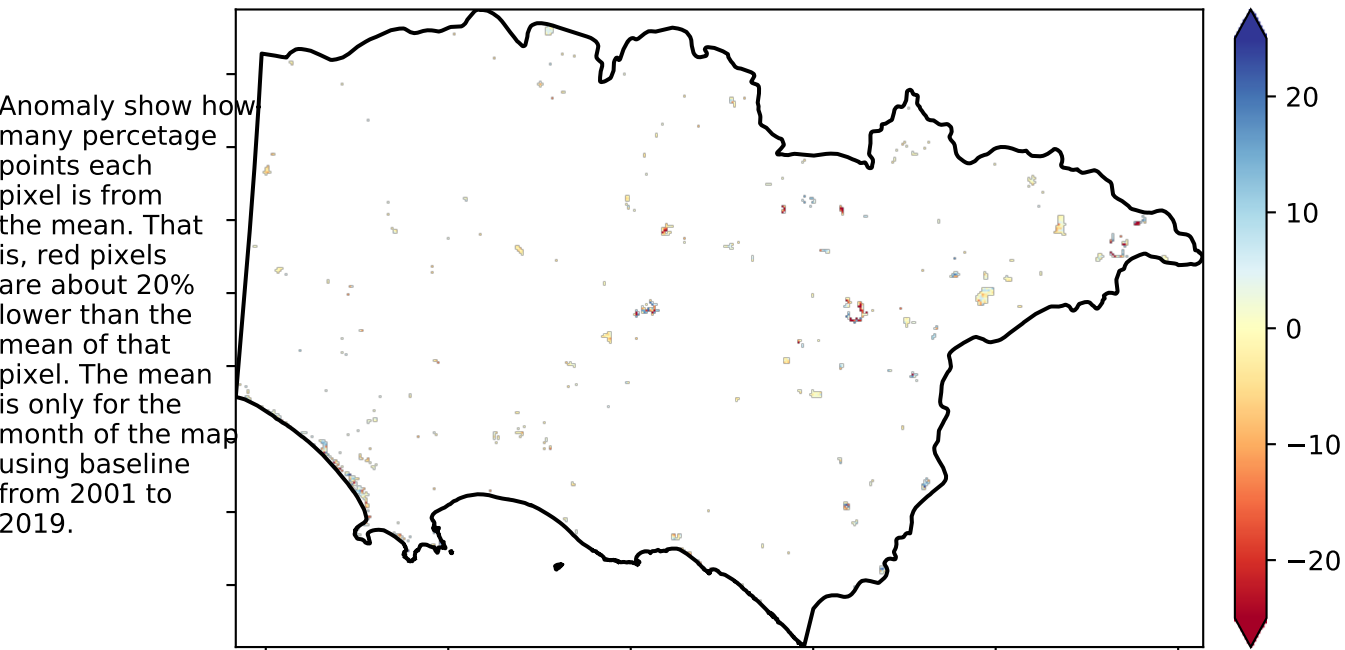 Anomaly show how
many percetage
points each
pixel is from
the mean. That
is, red pixels
are about 20%
lower than the
mean of that
pixel. The mean
is only for the
month of the map
using baseline
from 2001 to
2019.
20
10
0
−10
−20